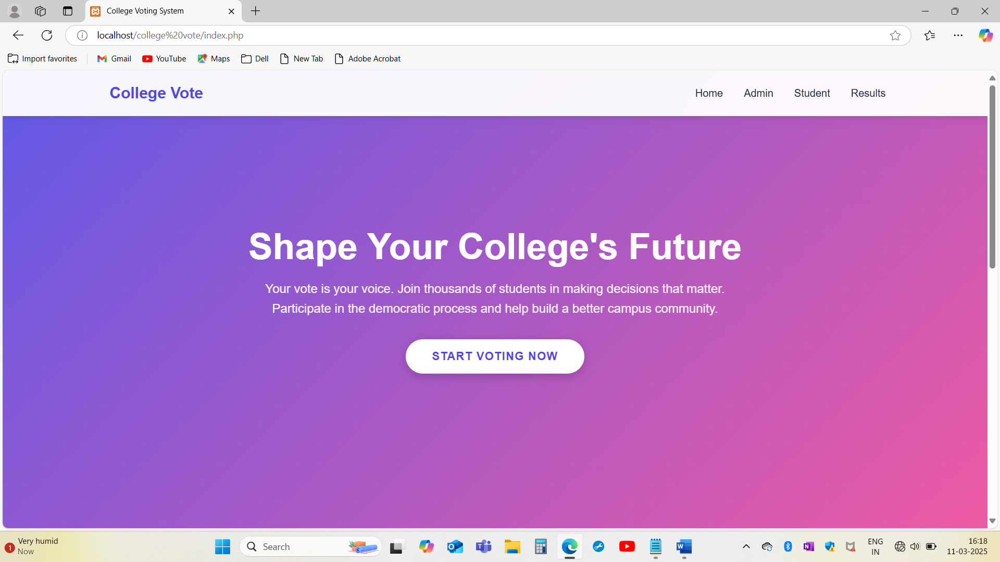 College Voting System
localhost/college%20vote/index.php
Import favorites
Gmail
YouTube
Maps
Dell
New Tab
Adobe Acrobat
College Vote
Home
Admin
Student
Results
Shape Your College's Future
Your vote is your voice. Join thousands of students in making decisions that matter.
Participate in the democratic process and help build a better campus community.
START VOTING NOW
1
Very humid
Now
Search
ENG
IN
16:18
11-03-2025